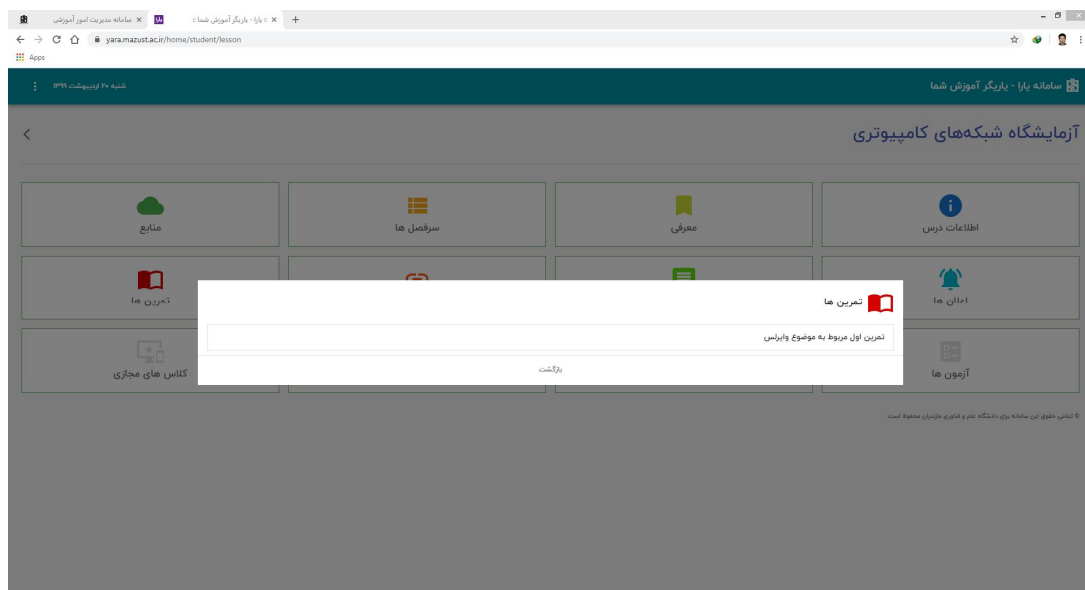 سامانه مدیریت امور آموزشی
:: یارا - یاریگر آموزش شما ::
yara.mazust.ac.ir/home/student/lesson
Apps
سامانه یارا - یاریگر آموزش شما
شنبه ۲۰ اردیبهشت ۱۳۹۹
آزمایشگاه شبکه‌های کامپیوتری
اطلاعات درس
معرفی
سرفصل ها
منابع
اعلان ها
تمرین ها
تمرین ها
تمرین اول مربوط به موضوع وایرلس
بازگشت
آزمون ها
کلاس های مجازی
© تمامی حقوق این سامانه برای دانشگاه علم و فناوری مازندران محفوظ است